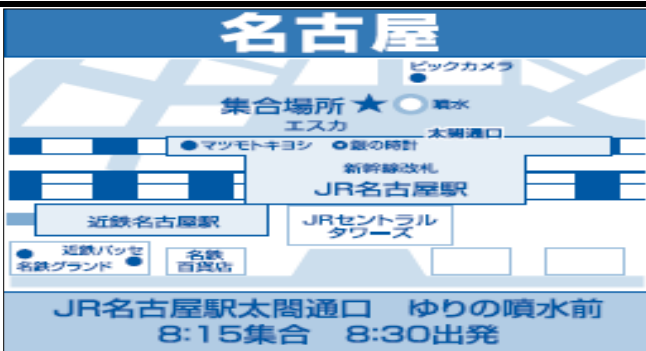 名古屋
ビックカメラ
集合場所
噴水
エスカ
太閤通口
マツモトキヨシ
銀の時計
新幹線改札
JR名古屋駅
近鉄名古屋駅
JRセントラル
タワーズ
近鉄パッセ
名鉄グランド
名鉄
百貨店
JR名古屋駅太閤通口 ゆりの噴水前
8:15集合 8:30出発